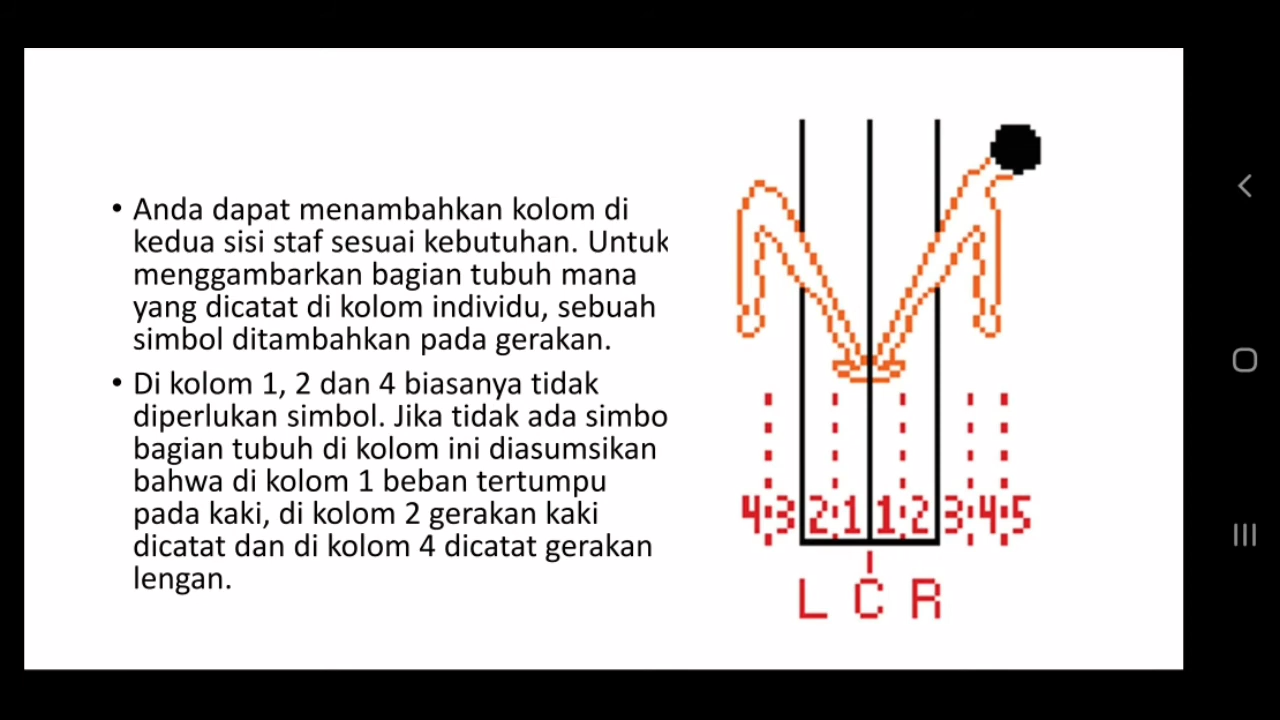 • Anda dapat menambahkan kolom di
kedua sisi staf sesuai kebutuhan. Untuk
menggambarkan bagian tubuh mana
yang dicatat di kolom individu, sebuah
simbol ditambahkan pada gerakan.
• Di kolom 1, 2 dan 4 biasanya tidak
diperlukan simbol. Jika tidak ada simbo
bagian tubuh di kolom ini diasumsikan
bahwa di kolom 1 beban tertumpu
pada kaki, di kolom 2 gerakan kaki
dicatat dan di kolom 4 dicatat gerakan
lengan.
4 3 2 1 1 2 3 4 5
L C R